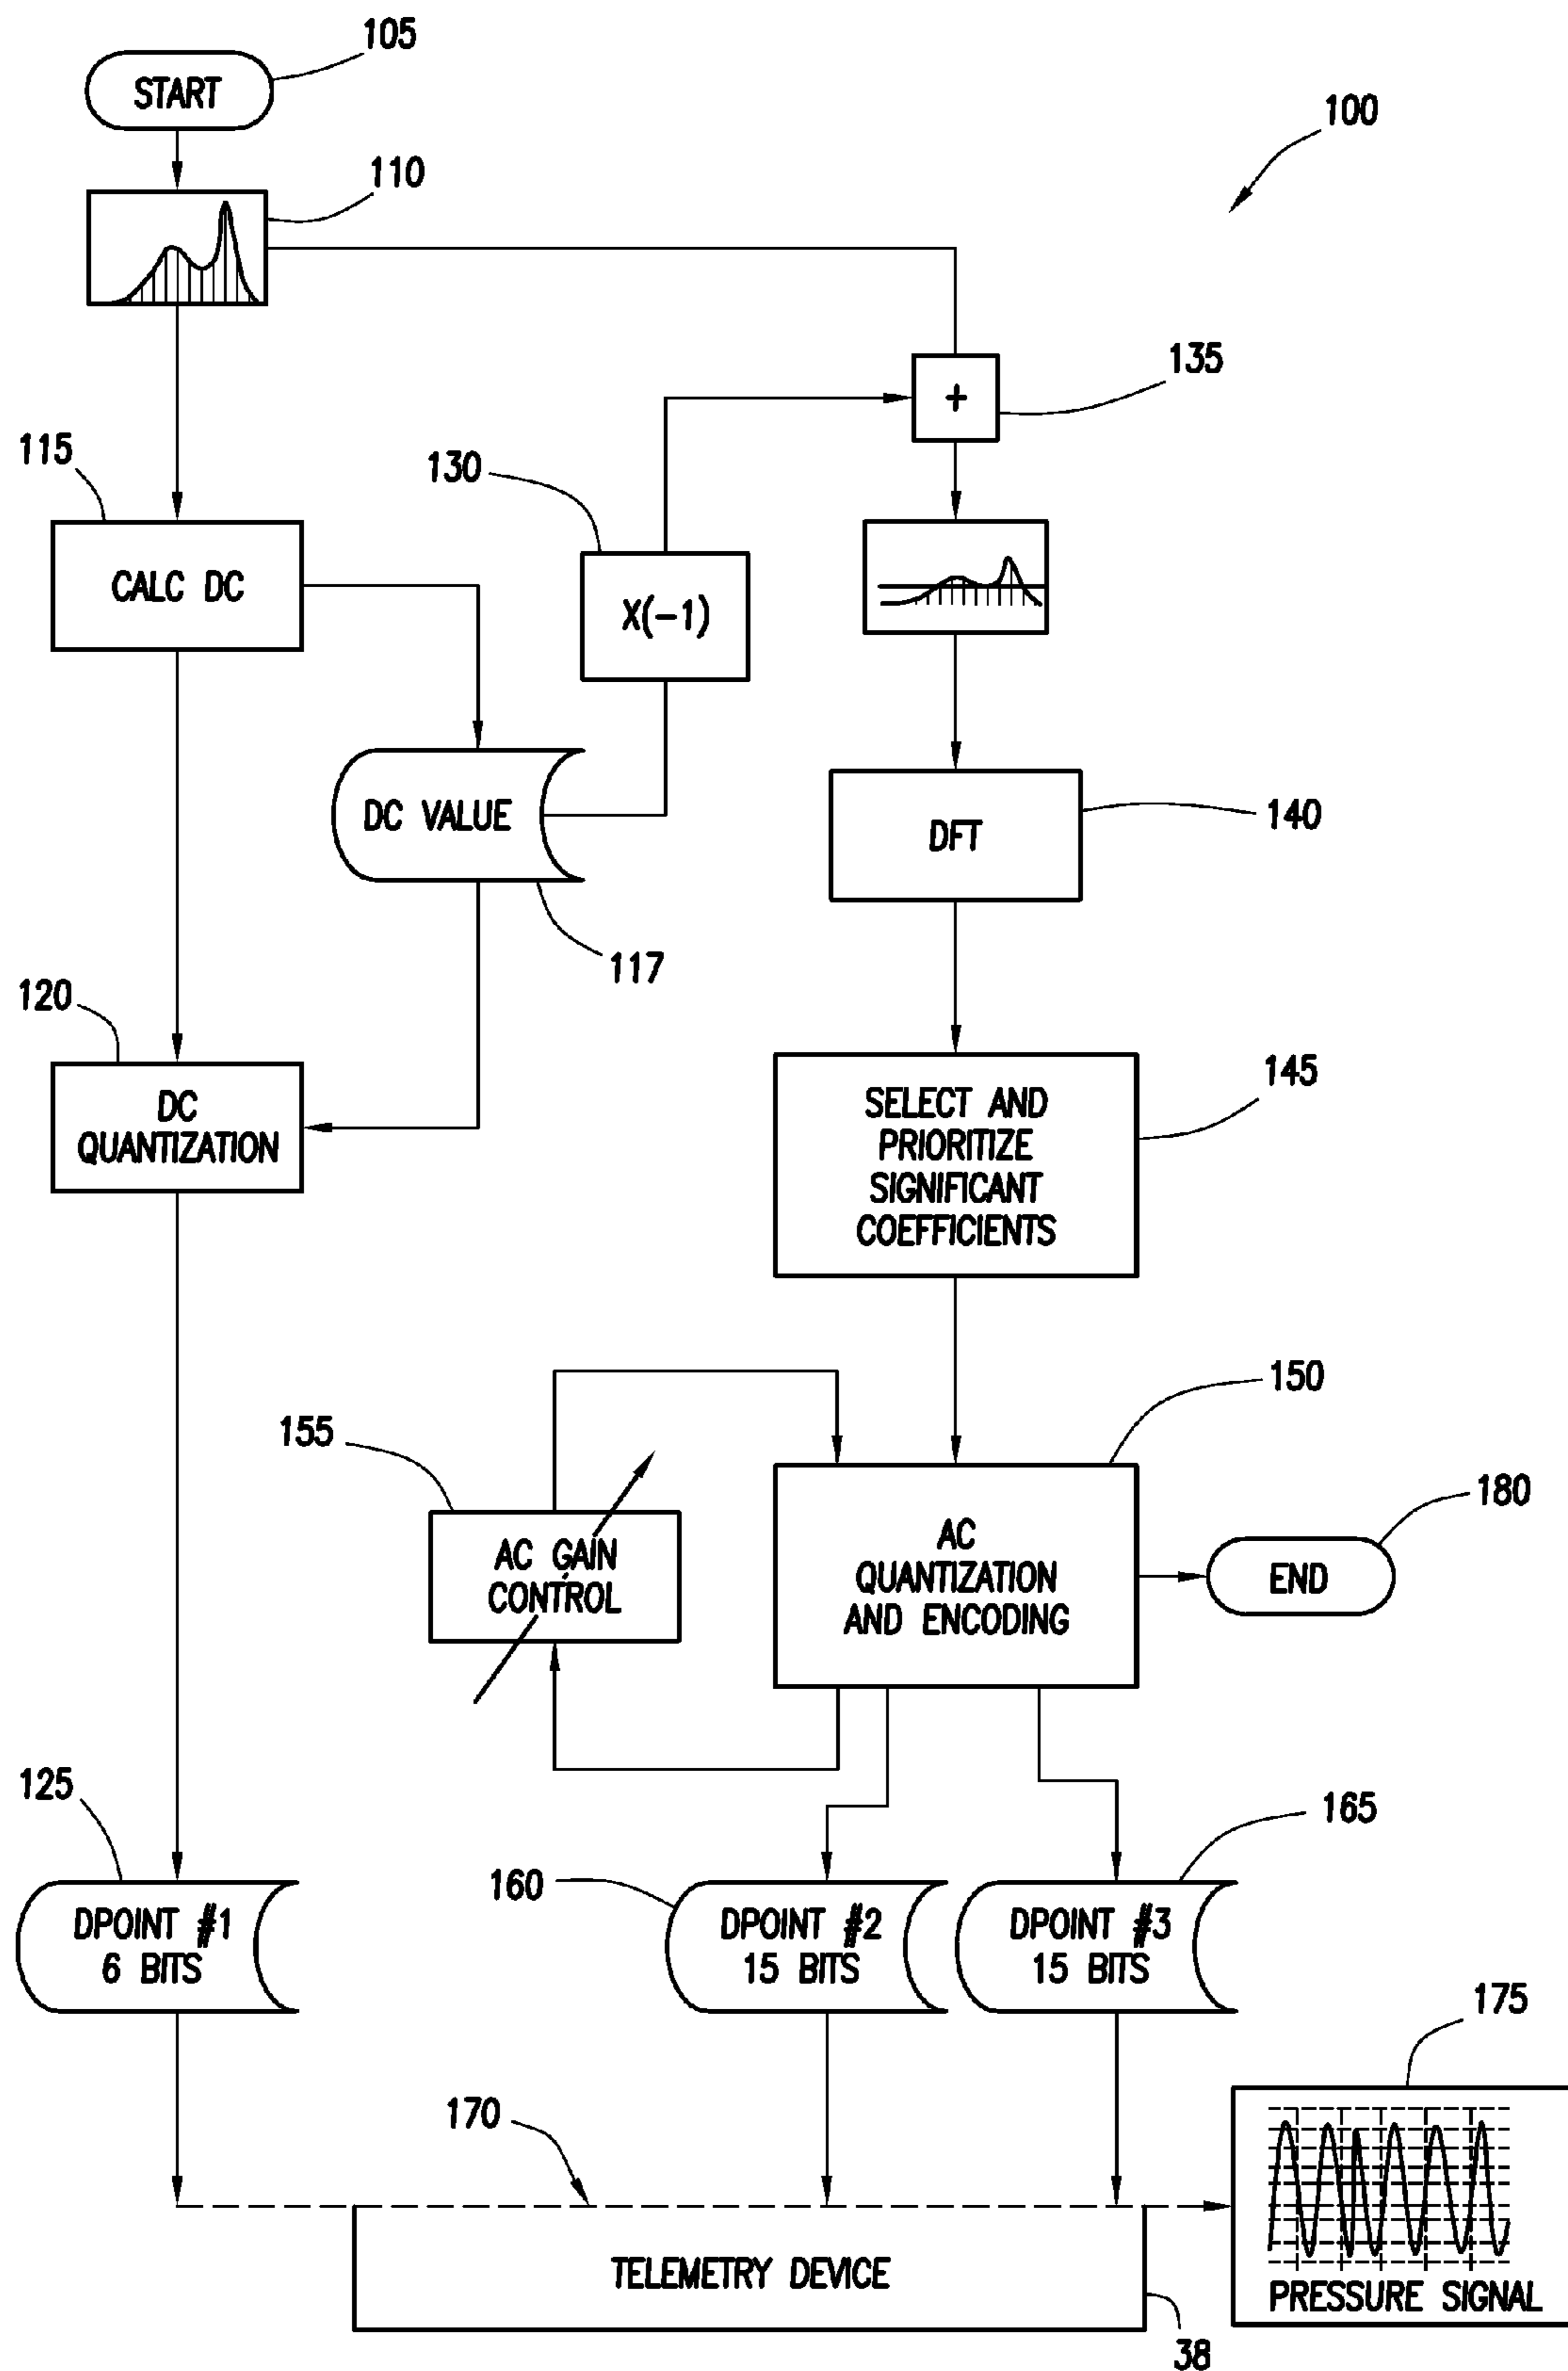 105
START
100
110
135
+
115
130
CALC DC
X(-1)
DC VALUE
140
DFT
117
120
DC
QUANTIZATION
145
SELECT AND
PRIORITIZE
SIGNIFICANT
COEFFICIENTS
150
155
180
AC GAIN
CONTROL
AC
QUANTIZATION
AND ENCODING
END
125
165
160
DPOINT #1
6 BITS
DPOINT #2
15 BITS
DPOINT #3
15 BITS
175
170
TELEMETRY DEVICE
PRESSURE SIGNAL
38